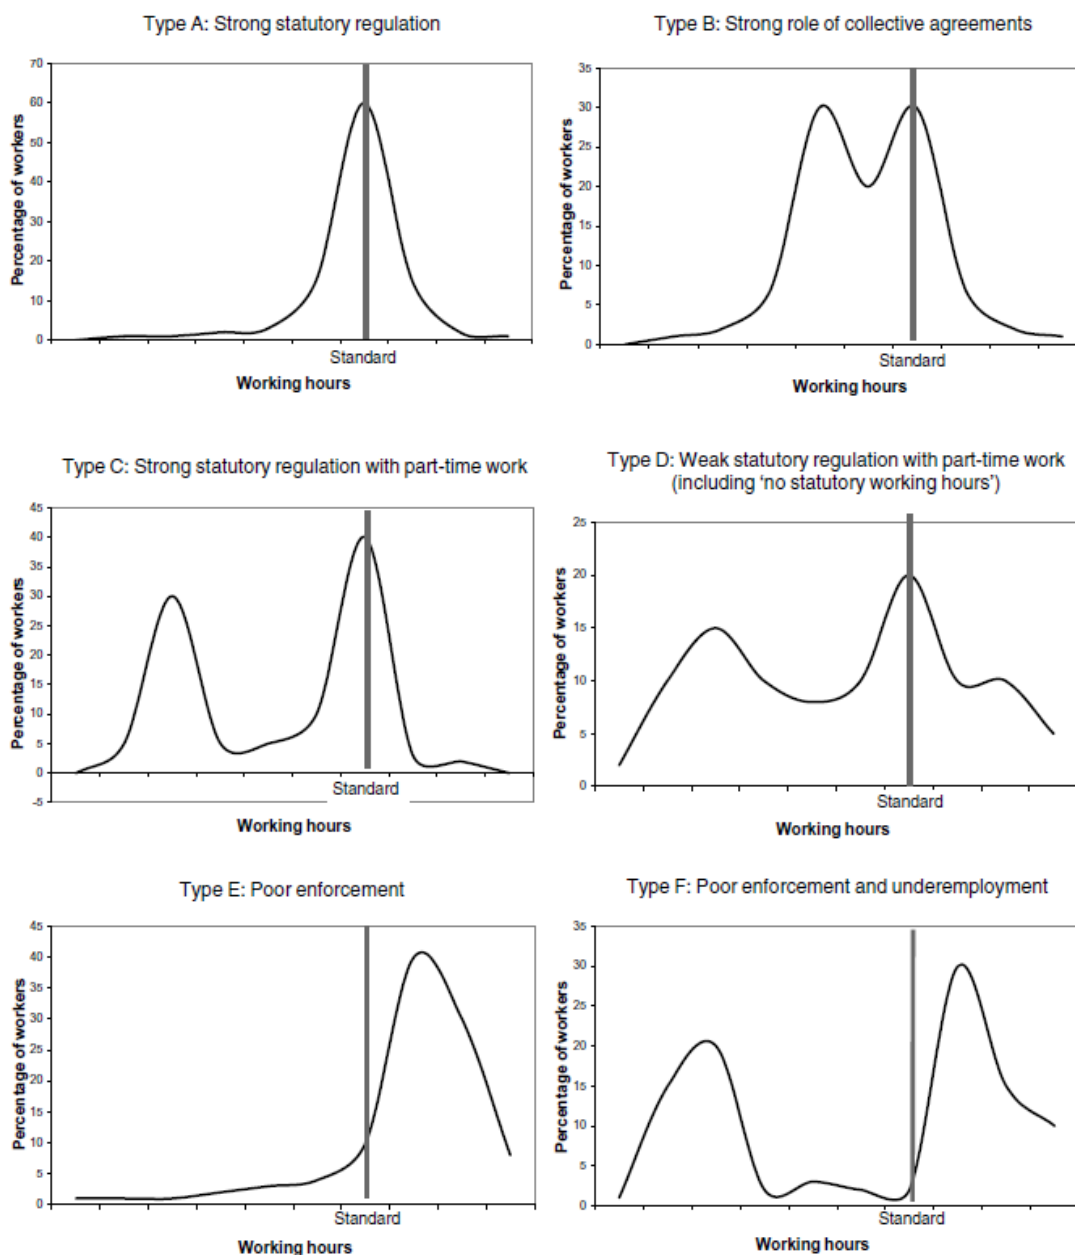 Type A: Strong statutory regulation
70
60
50
40
30
20
10
0
Percentage of workers
Standard
Working hours
Type B: Strong role of collective agreements
35
30
25
20
15
10
5
0
Percentage of workers
Standard
Working hours
Type C: Strong statutory regulation with part-time work
45
40
35
30
25
20
15
10
5
0
-5
Percentage of workers
Standard
Working hours
Type D: Weak statutory regulation with part-time work
(including ‘no statutory working hours’)
25
20
15
10
5
0
Percentage of workers
Standard
Working hours
Type E: Poor enforcement
45
40
35
30
25
20
15
10
5
0
Percentage of workers
Standard
Working hours
Type F: Poor enforcement and underemployment
35
30
25
20
15
10
5
0
Percentage of workers
Standard
Working hours